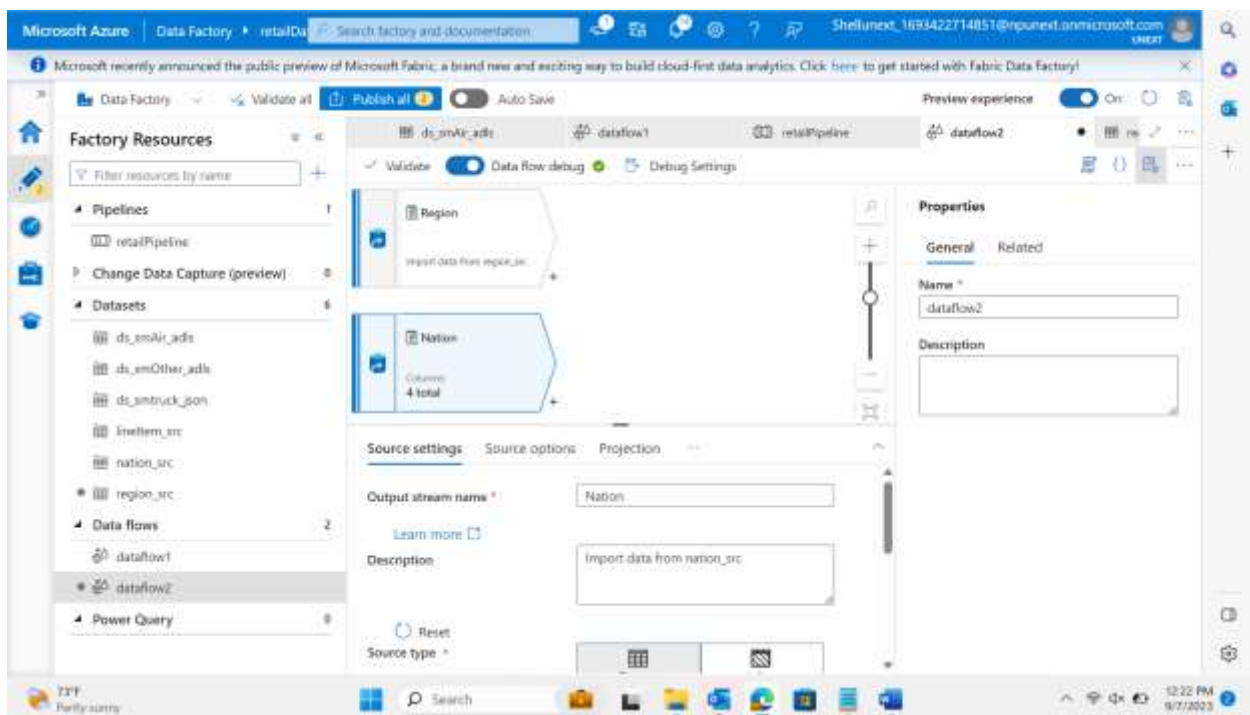 Microsoft Azure
Data Factory
retailDa
Search factory and documentation
Shellunext_1693422714851@npunext.onmicrosoft.com
UNEXT
Microsoft recently announced the public preview of Microsoft Fabric, a brand new and exciting way to build cloud-first data analytics. Click here to get started with Fabric Data Factory!
Data Factory
Validate all
Publish all
Auto Save
Preview experience
On
Factory Resources
Filter resources by name
Pipelines 1
retailPipeline
Change Data Capture (preview) 0
Datasets 6
ds_smAir_adls
ds_smOther_adls
ds_smtruck_json
lineItem_src
nation_src
region_src
Data flows 2
dataflow1
dataflow2
Power Query 0
ds_smAir_adls
dataflow1
retailPipeline
dataflow2
re
Validate
Data flow debug
Debug Settings
Region
Import data from region_src
Nation
Columns
4 total
Source settings
Source options
Projection
Output stream name *
Nation
Learn more
Description
Import data from nation_src
Reset
Source type *
Properties
General
Related
Name *
dataflow2
Description
73°F
Partly sunny
Search
12:22 PM
9/7/2023